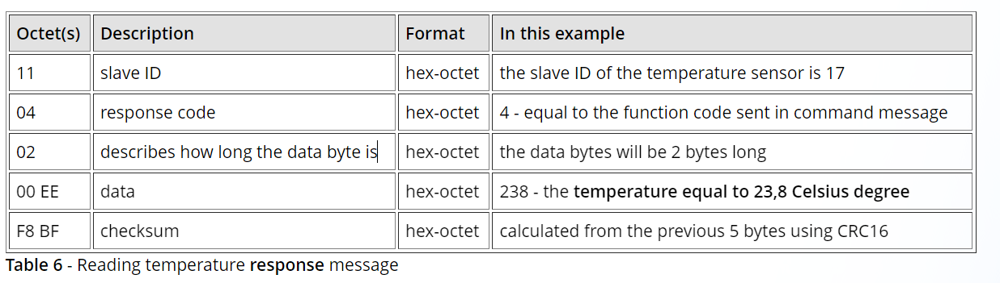 Octet(s) Description Format In this example
11 slave ID hex-octet the slave ID of the temperature sensor is 17
04 response code hex-octet 4 - equal to the function code sent in command message
02 describes how long the data byte is hex-octet the data bytes will be 2 bytes long
00 EE data hex-octet 238 - the temperature equal to 23,8 Celsius degree
F8 BF checksum hex-octet calculated from the previous 5 bytes using CRC16
Table 6 - Reading temperature response message